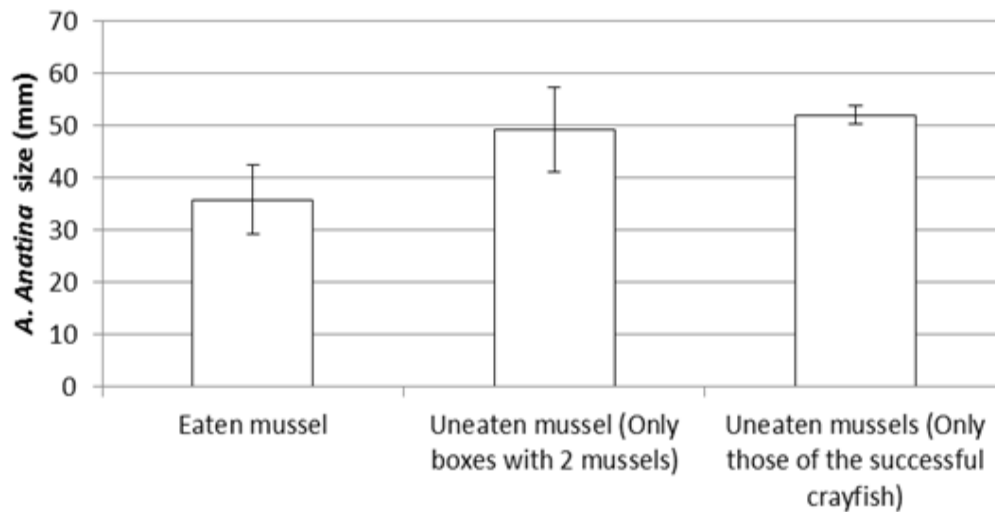 70
60
50
40
30
20
10
0
A. Anatina size (mm)
Eaten mussel
Uneaten mussel (Only
boxes with 2 mussels)
Uneaten mussels (Only
those of the successful
crayfish)